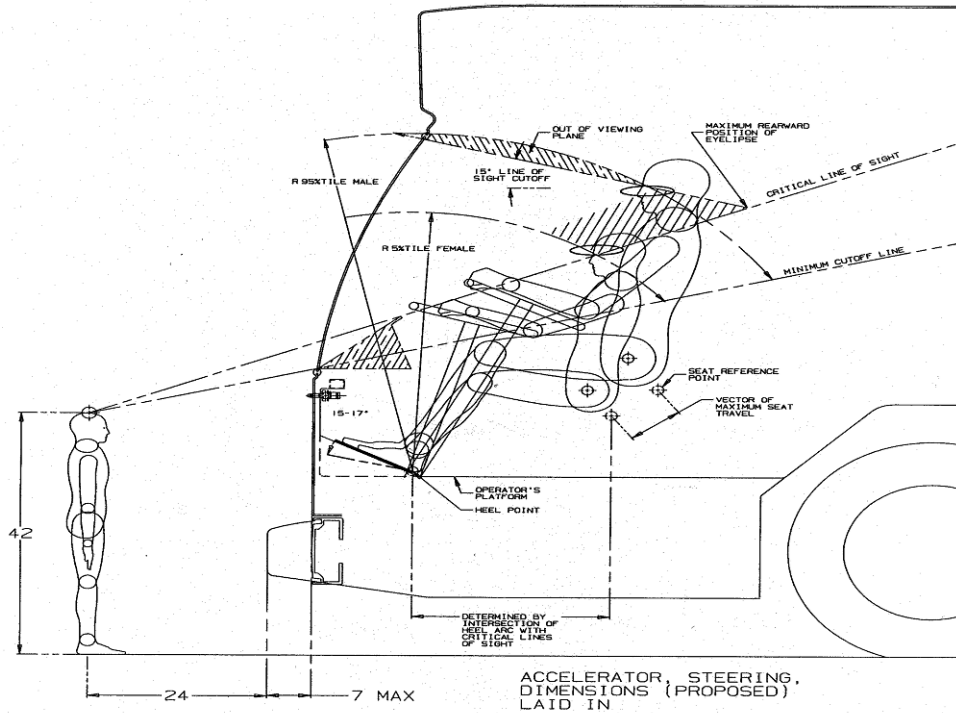 OUT OF VIEWING
PLANE
MAXIMUM REARWARD
POSITION OF
EYELIPSE
CRITICAL LINE OF SIGHT
15° LINE OF
SIGHT CUTOFF
R 95%TILE MALE
R 5%TILE FEMALE
MINIMUM CUTOFF LINE
SEAT REFERENCE
POINT
VECTOR OF
MAXIMUM SEAT
TRAVEL
15-17°
OPERATOR'S
PLATFORM
HEEL POINT
42
DETERMINED BY
INTERSECTION OF
HEEL ARC WITH
CRITICAL LINES
OF SIGHT
24
7 MAX
ACCELERATOR, STEERING,
DIMENSIONS (PROPOSED)
LAID IN